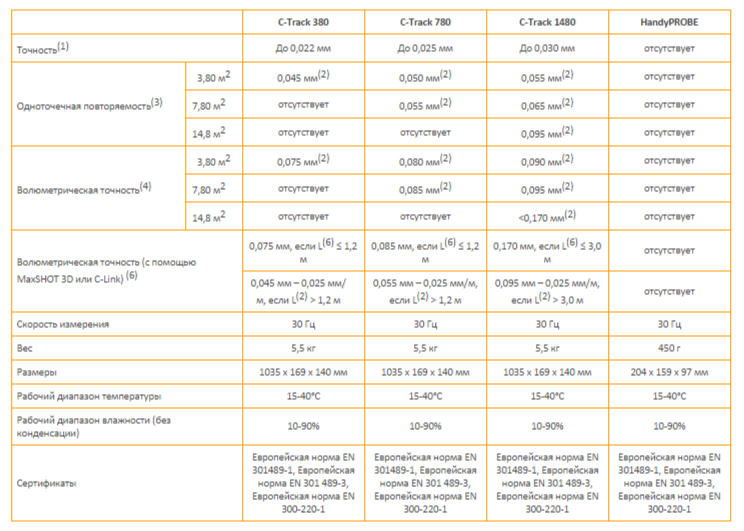 C-Track 380 C-Track 780 C-Track 1480 HandyPROBE
Точность(1) До 0,022 мм До 0,025 мм До 0,030 мм отсутствует
Одноточечная повторяемость(3) 3,80 м2 0,045 мм(2) 0,050 мм(2) 0,055 мм(2) отсутствует
7,80 м2 отсутствует 0,055 мм(2) 0,065 мм(2) отсутствует
14,8 м2 отсутствует отсутствует 0,095 мм(2) отсутствует
Волюметрическая точность(4) 3,80 м2 0,075 мм(2) 0,080 мм(2) 0,090 мм(2) отсутствует
7,80 м2 отсутствует 0,085 мм(2) 0,095 мм(2) отсутствует
14,8 м2 отсутствует отсутствует <0,170 мм(2) отсутствует
Волюметрическая точность (с помощью
MaxSHOT 3D или C-Link) (6)
0,075 мм, если L(6) ≤ 1,2 0,085 мм, если L(6) ≤ 1,2 0,170 мм, если L(6) ≤ 3,0 отсутствует
м м м
0,045 мм – 0,025 мм/ 0,055 мм – 0,025 мм/м, 0,095 мм – 0,025 мм/м, отсутствует
м, если L(2) > 1,2 м если L(2) > 1,2 м если L(2) > 3,0 м
Скорость измерения 30 Гц 30 Гц 30 Гц 30 Гц
Вес 5,5 кг 5,5 кг 5,5 кг 450 г
Размеры 1035 x 169 x 140 мм 1035 x 169 x 140 мм 1035 x 169 x 140 мм 204 x 159 x 97 мм
Рабочий диапазон температуры 15-40°C 15-40°C 15-40°C 15-40°C
Рабочий диапазон влажности (без
конденсации) 10-90% 10-90% 10-90% 10-90%
Сертификаты
Европейская норма EN Европейская норма EN Европейская норма EN Европейская норма EN
301489-1, Европейская 301489-1, Европейская 301489-1, Европейская 301489-1, Европейская
норма EN 301 489-3, норма EN 301 489-3, норма EN 301 489-3, норма EN 301 489-3,
Европейская норма EN Европейская норма EN Европейская норма EN Европейская норма EN
300-220-1 300-220-1 300-220-1 300-220-1